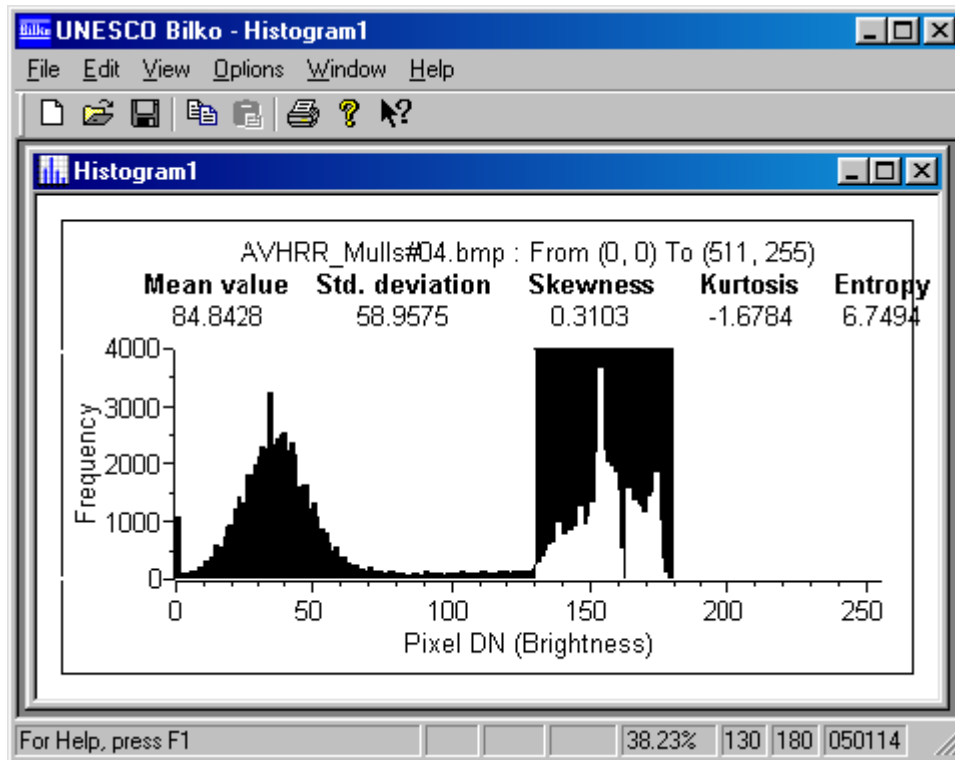 Bilko UNESCO Bilko - Histogram1
File Edit View Options Window Help
Histogram1
AVHRR_Mulls#04.bmp : From (0, 0) To (511, 255)
Mean value Std. deviation Skewness Kurtosis Entropy
84.8428 58.9575 0.3103 -1.6784 6.7494
4000
3000
2000
1000
0
Frequency
0 50 100 150 200 250
Pixel DN (Brightness)
For Help, press F1 38.23% 130 180 050114